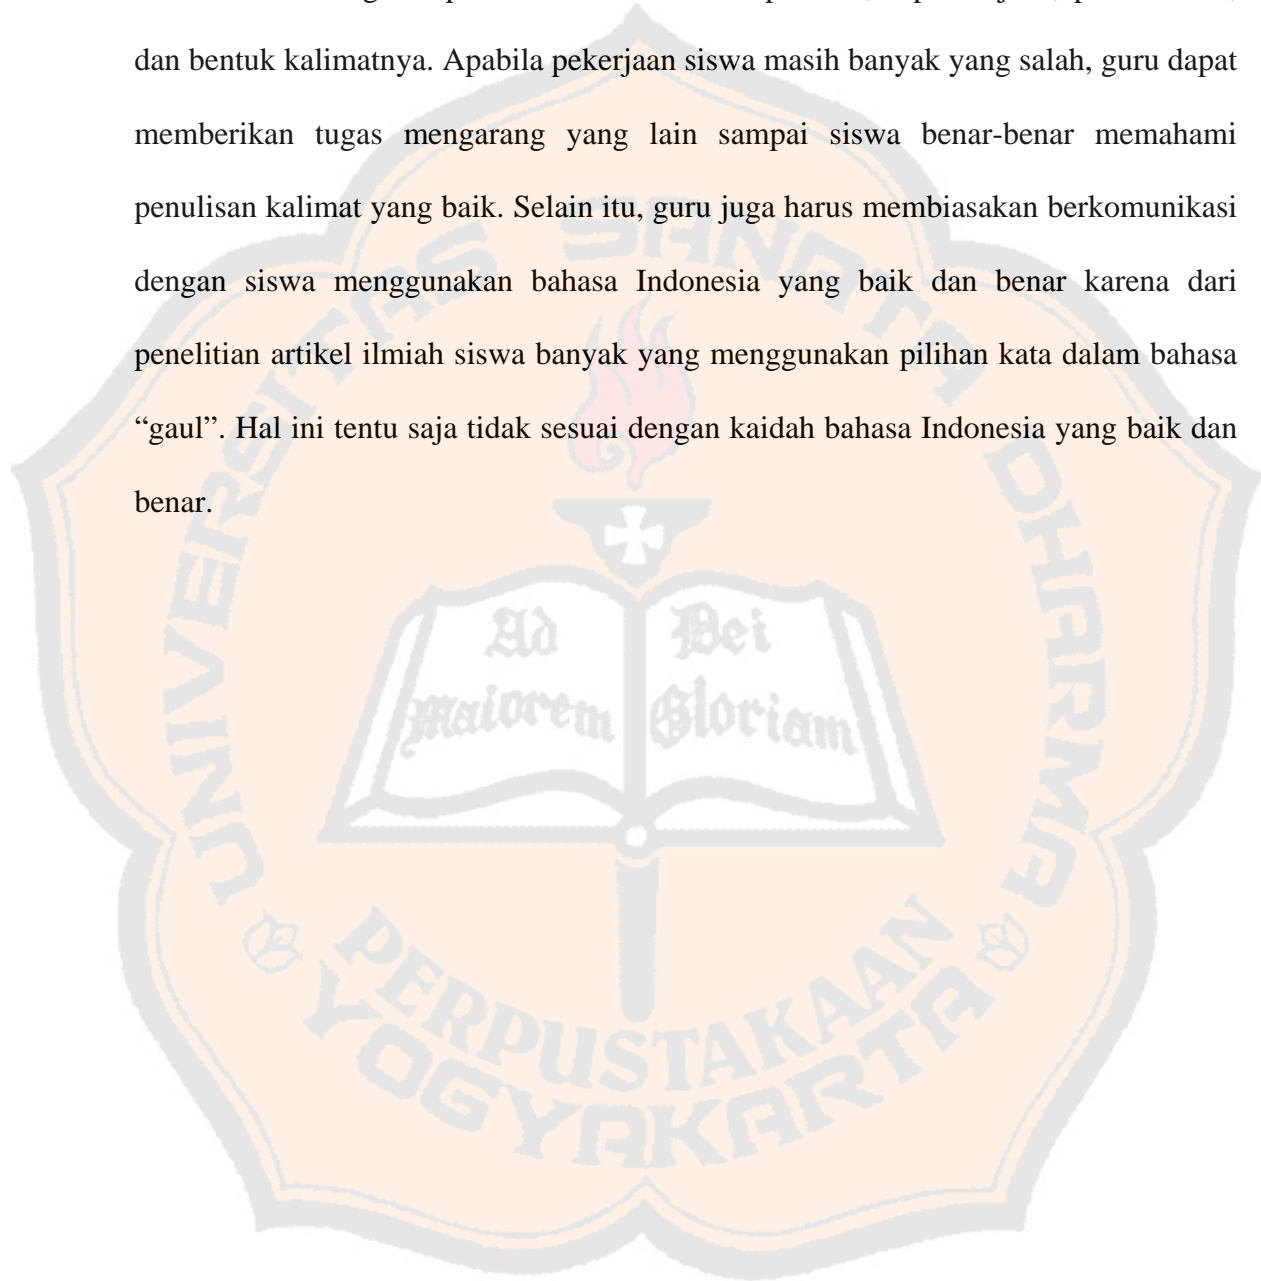 dan bentuk kalimatnya. Apabila pekerjaan siswa masih banyak yang salah, guru dapat
memberikan tugas mengarang yang lain sampai siswa benar-benar memahami
penulisan kalimat yang baik. Selain itu, guru juga harus membiasakan berkomunikasi
dengan siswa menggunakan bahasa Indonesia yang baik dan benar karena dari
penelitian artikel ilmiah siswa banyak yang menggunakan pilihan kata dalam bahasa
“gaul”. Hal ini tentu saja tidak sesuai dengan kaidah bahasa Indonesia yang baik dan
benar.
UNIVERSITAS SANATA DHARMA
Ad Dei
Maiorem Gloriam
PERPUSTAKAAN
YOGYAKARTA